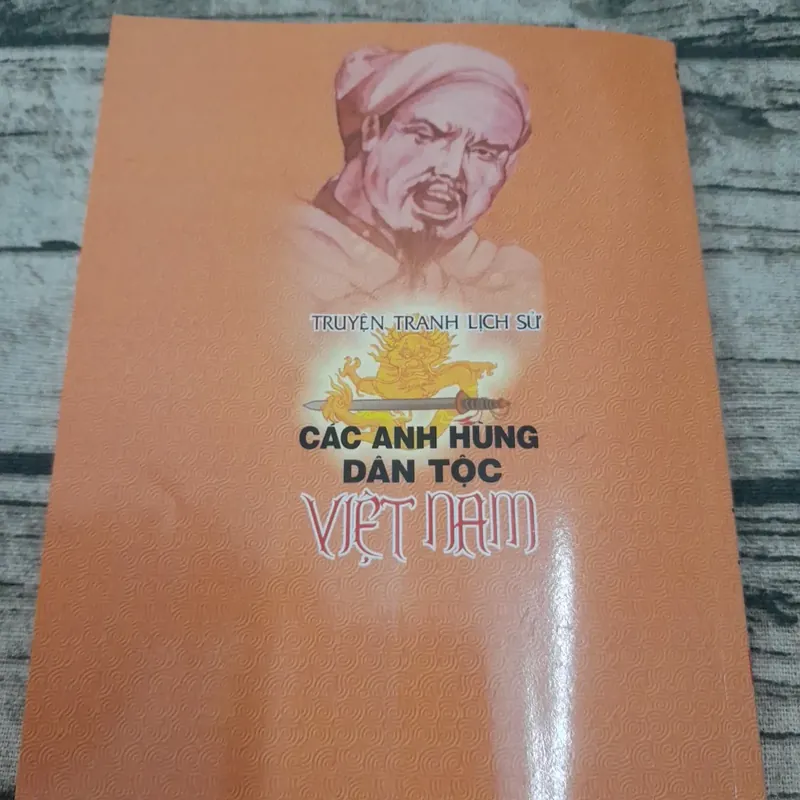 TRUYỆN TRANH LỊCH SỬ
CÁC ANH HÙNG
DÂN TỘC
VIỆT NAM